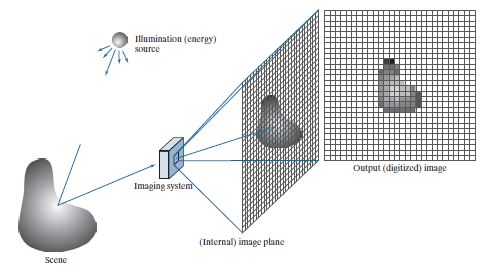 Illumination (energy)
source
Output (digitized) image
Imaging system
(Internal) image plane
Scene